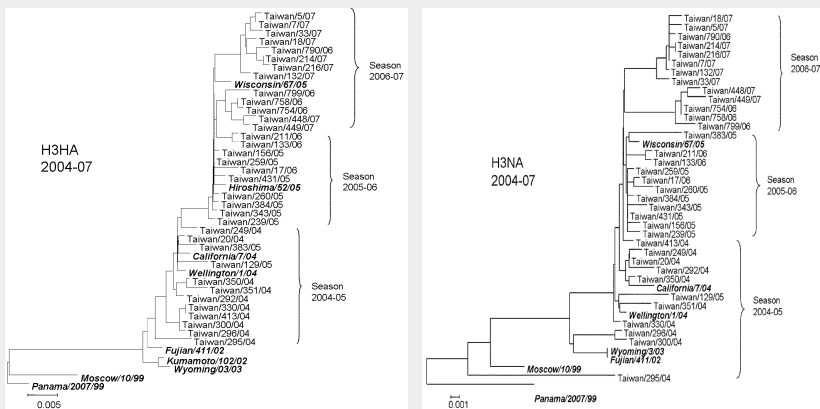 H3HA
2004-07
Taiwan/5/07
Taiwan/7/07
Taiwan/33/07
Taiwan/18/07
Taiwan/790/06
Taiwan/214/07
Taiwan/216/07
Taiwan/132/07
Wisconsin/67/05
Taiwan/799/06
Taiwan/758/06
Taiwan/754/06
Taiwan/448/07
Taiwan/449/07
Taiwan/211/06
Taiwan/133/06
Taiwan/156/05
Taiwan/259/05
Taiwan/17/06
Taiwan/431/05
Hiroshima/52/05
Taiwan/260/05
Taiwan/384/05
Taiwan/343/05
Taiwan/239/05
Taiwan/249/04
Taiwan/20/04
Taiwan/383/05
California/7/04
Taiwan/129/05
Wellington/1/04
Taiwan/350/04
Taiwan/351/04
Taiwan/292/04
Taiwan/330/04
Taiwan/413/04
Taiwan/300/04
Taiwan/296/04
Taiwan/295/04
Fujian/411/02
Kumamoto/102/02
Wyoming/03/03
Moscow/10/99
Panama/2007/99
0.005
Season
2006-07
Season
2005-06
Season
2004-05
H3NA
2004-07
Taiwan/18/07
Taiwan/5/07
Taiwan/790/06
Taiwan/214/07
Taiwan/216/07
Taiwan/7/07
Taiwan/132/07
Taiwan/33/07
Taiwan/448/07
Taiwan/449/07
Taiwan/754/06
Taiwan/758/06
Taiwan/799/06
Taiwan/383/05
Wisconsin/67/05
Taiwan/211/06
Taiwan/133/06
Taiwan/259/05
Taiwan/17/06
Taiwan/260/05
Taiwan/384/05
Taiwan/343/05
Taiwan/431/05
Taiwan/156/05
Taiwan/239/05
Taiwan/413/04
Taiwan/249/04
Taiwan/20/04
Taiwan/292/04
Taiwan/350/04
California/7/04
Taiwan/129/05
Taiwan/351/04
Wellington/1/04
Taiwan/330/04
Taiwan/296/04
Taiwan/300/04
Wyoming/3/03
Fujian/411/02
Moscow/10/99
Taiwan/295/04
Panama/2007/99
0.001
Season
2006-07
Season
2005-06
Season
2004-05